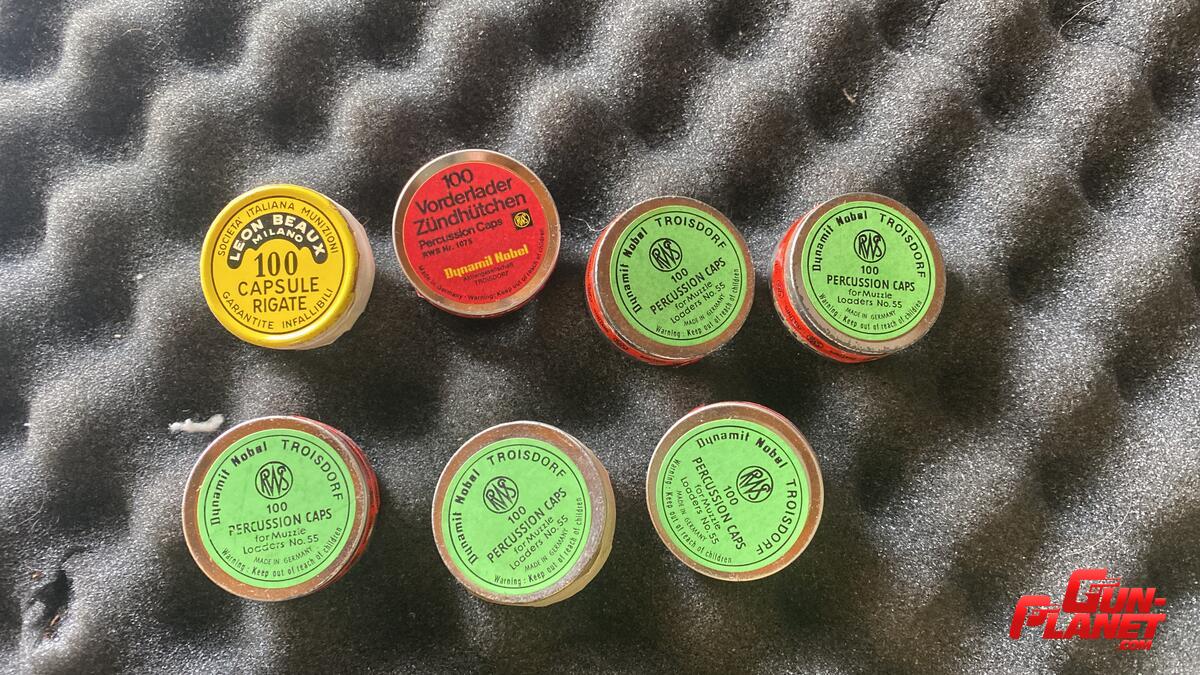 SOCIETA' ITALIANA MUNIZIONI
LEON BEAUX
MILANO
100
CAPSULE
RIGATE
GARANTITE INFALLIBILI
100
Vorderlader
Zündhütchen
Percussion Caps
RWS Nr. 1075
RWS
Dynamit Nobel
Aktiengesellschaft
TROISDORF
Made in Germany · Warning: Keep out of reach of children
Dynamit Nobel TROISDORF
RWS
100
PERCUSSION CAPS
for Muzzle
Loaders No. 55
MADE IN GERMANY
Warning: Keep out of reach of children
Dynamit Nobel TROISDORF
RWS
100
PERCUSSION CAPS
for Muzzle
Loaders No. 55
MADE IN GERMANY
Warning: Keep out of reach of children
Dynamit Nobel TROISDORF
RWS
100
PERCUSSION CAPS
for Muzzle
Loaders No. 55
MADE IN GERMANY
Warning: Keep out of reach of children
Dynamit Nobel TROISDORF
RWS
100
PERCUSSION CAPS
for Muzzle
Loaders No. 55
MADE IN GERMANY
Warning: Keep out of reach of children
Dynamit Nobel TROISDORF
RWS
100
PERCUSSION CAPS
for Muzzle
Loaders No. 55
MADE IN GERMANY
Warning: Keep out of reach of children
GUN-
PLANET
.COM